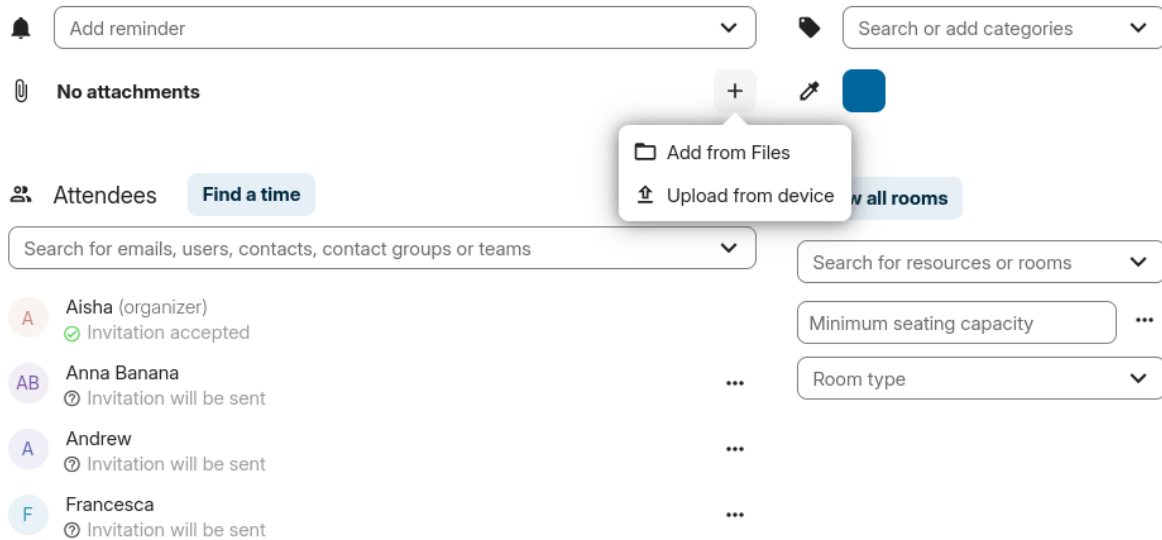 Add reminder
Search or add categories
No attachments
Add from Files
Upload from device
Attendees
Find a time
all rooms
Search for emails, users, contacts, contact groups or teams
Search for resources or rooms
Minimum seating capacity
Room type
A
Aisha (organizer)
Invitation accepted
AB
Anna Banana
Invitation will be sent
A
Andrew
Invitation will be sent
F
Francesca
Invitation will be sent